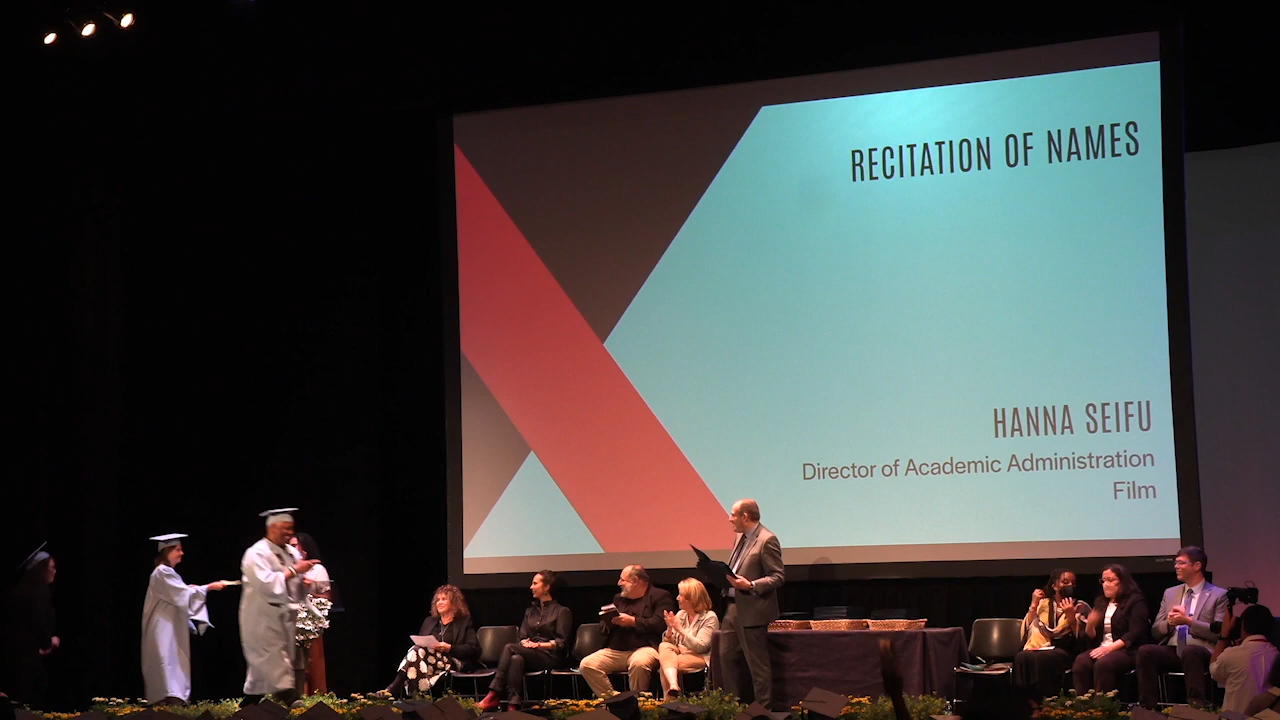 RECITATION OF NAMES
HANNA SEIFU
Director of Academic Administration
Film